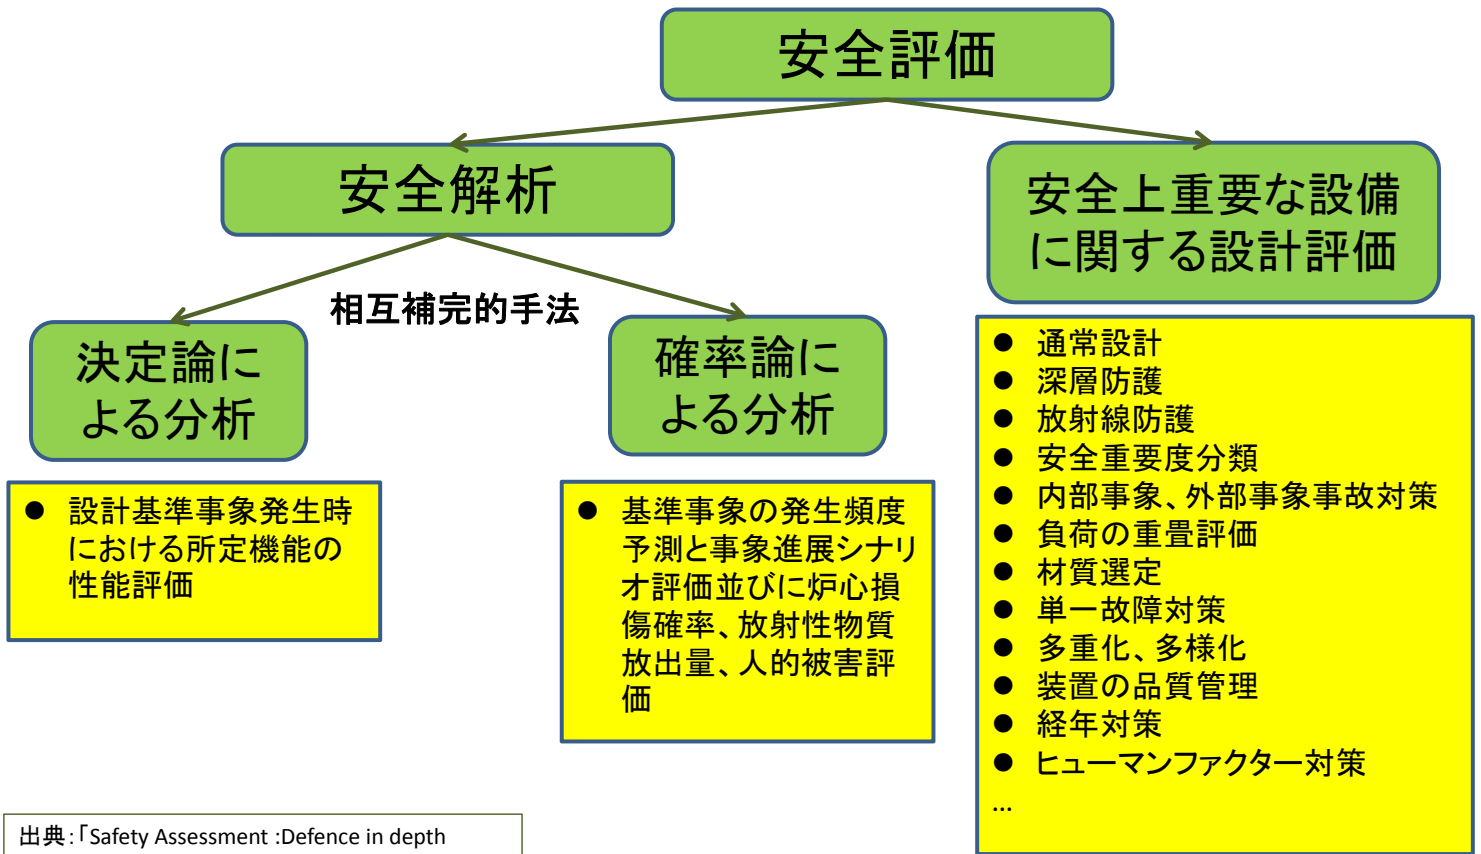 安全評価
安全解析
安全上重要な設備
に関する設計評価
相互補完的手法
決定論に
よる分析
確率論に
よる分析
● 設計基準事象発生時
における所定機能の
性能評価
● 基準事象の発生頻度
予測と事象進展シナリ
オ評価並びに炉心損
傷確率、放射性物質
放出量、人的被害評
価
● 通常設計
● 深層防護
● 放射線防護
● 安全重要度分類
● 内部事象、外部事象事故対策
● 負荷の重畳評価
● 材質選定
● 単一故障対策
● 多重化、多様化
● 装置の品質管理
● 経年対策
● ヒューマンファクター対策
…
出典:「Safety Assessment :Defence in depth